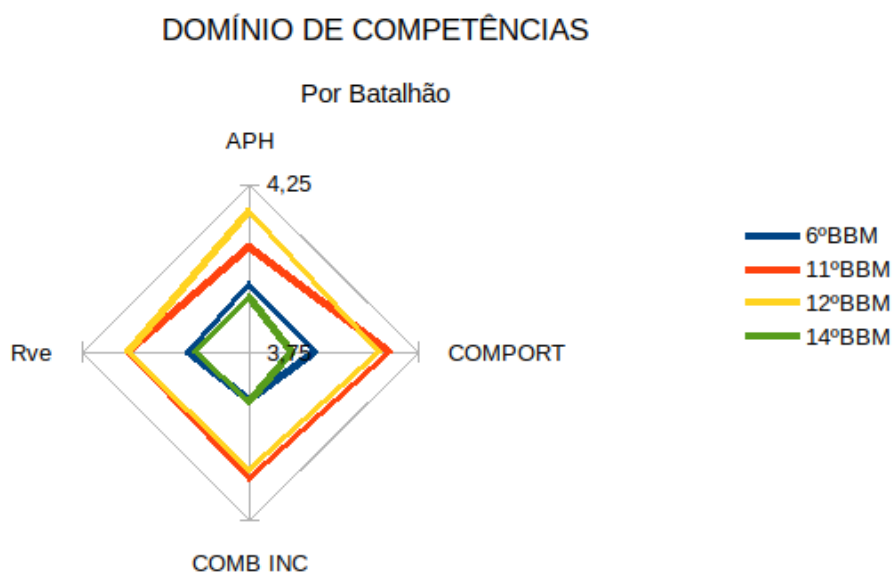 DOMÍNIO DE COMPETÊNCIAS
Por Batalhão
APH
4,25
6ºBBM
11ºBBM
12ºBBM
14ºBBM
Rve
3,75
COMPORT
COMB INC